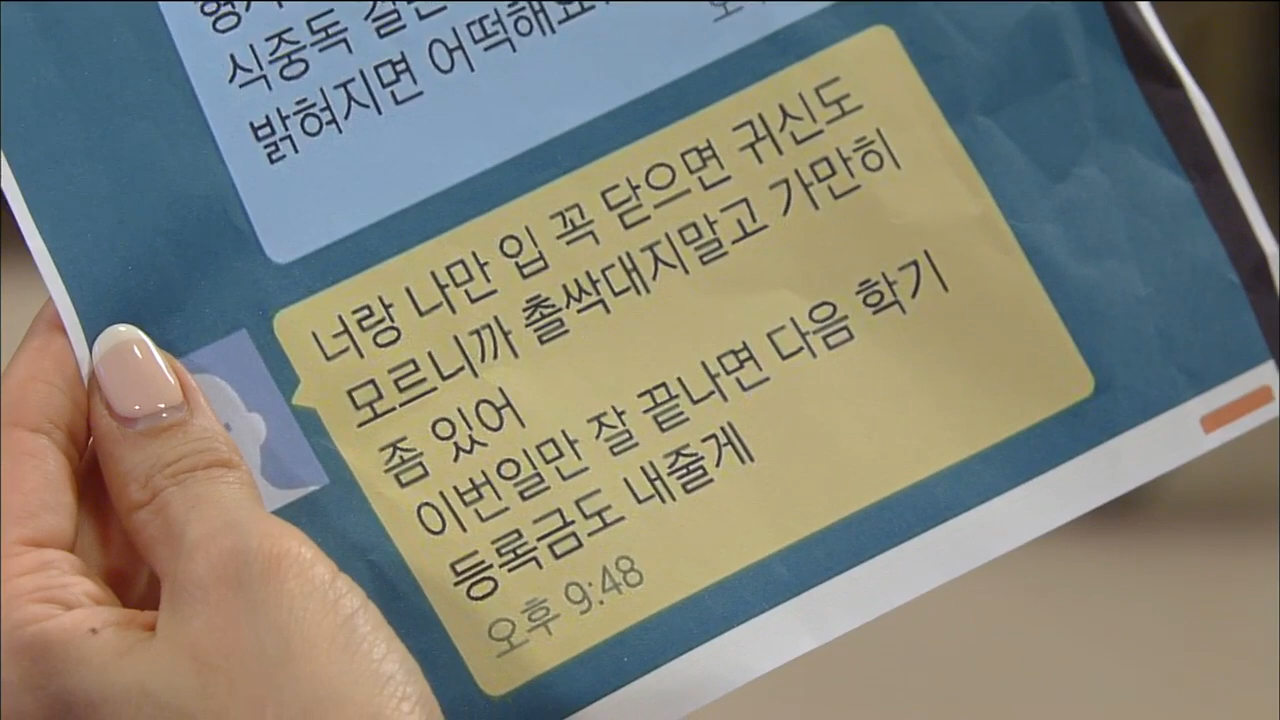 식중독
밝혀지면 어떡해요
너랑 나만 입 꼭 닫으면 귀신도
모르니까 촐싹대지말고 가만히
좀 있어
이번일만 잘 끝나면 다음 학기
등록금도 내줄게
오후 9:48